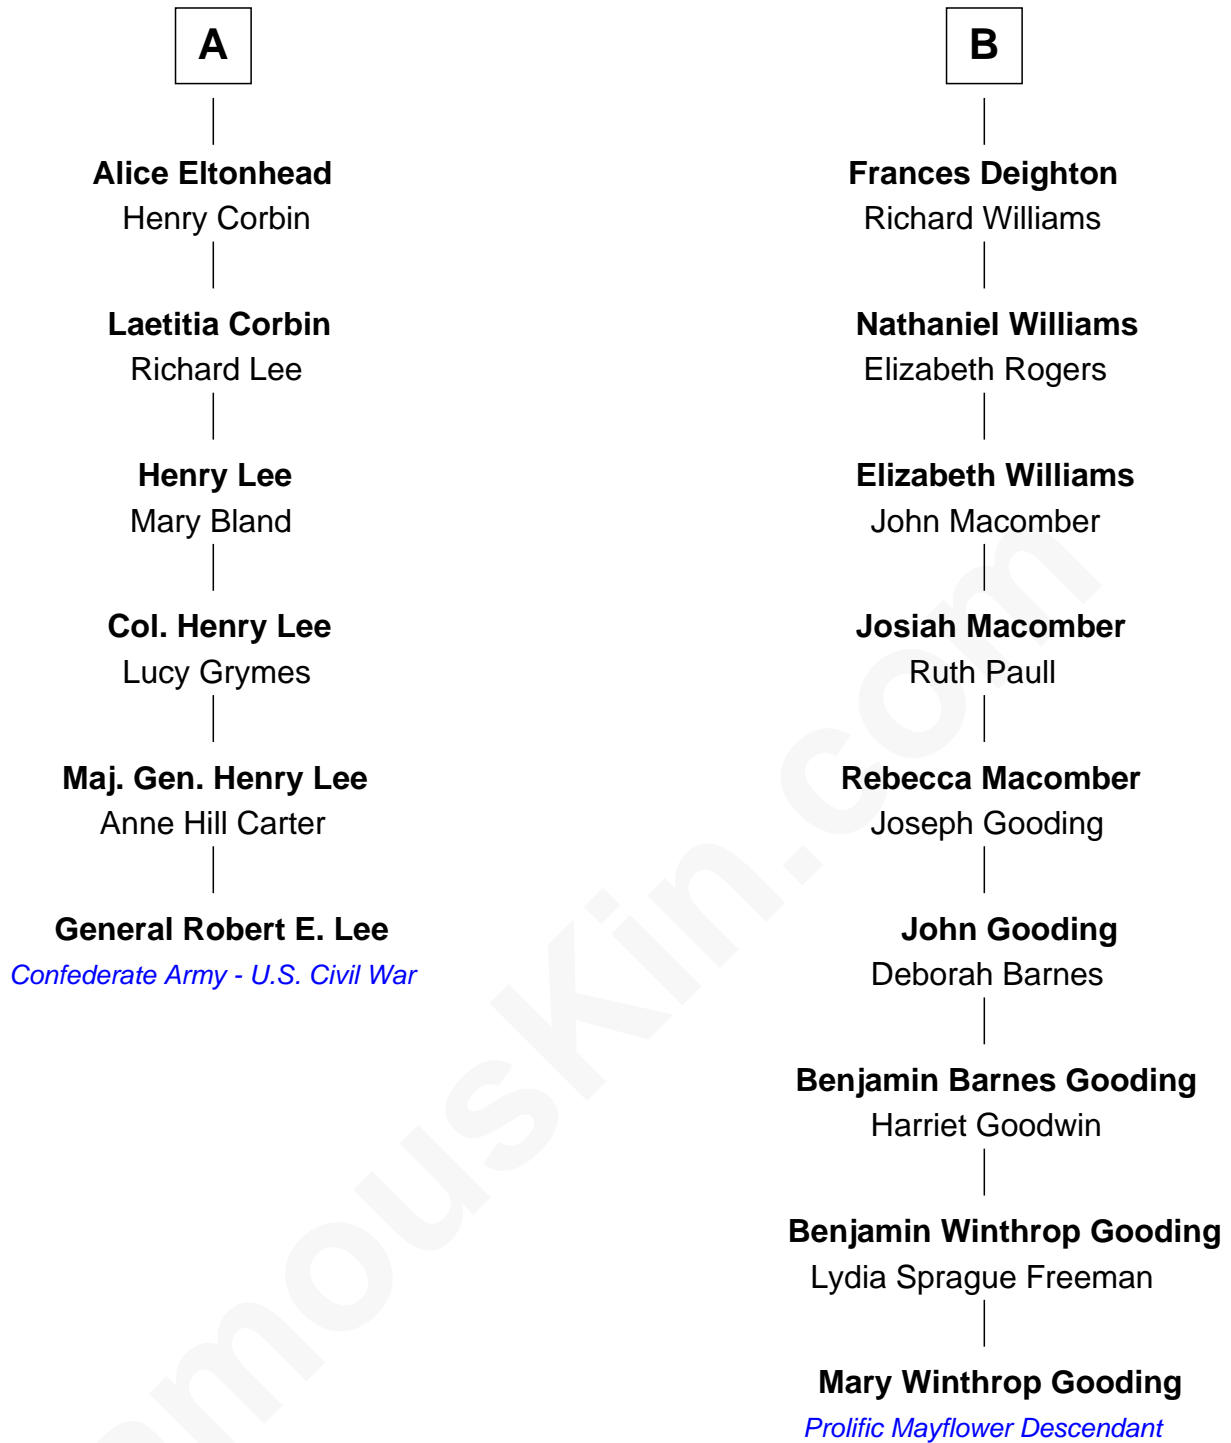 A
Alice Eltonhead
Henry Corbin
Laetitia Corbin
Richard Lee
Henry Lee
Mary Bland
Col. Henry Lee
Lucy Grymes
Maj. Gen. Henry Lee
Anne Hill Carter
General Robert E. Lee
Confederate Army - U.S. Civil War
B
Frances Deighton
Richard Williams
Nathaniel Williams
Elizabeth Rogers
Elizabeth Williams
John Macomber
Josiah Macomber
Ruth Paull
Rebecca Macomber
Joseph Gooding
John Gooding
Deborah Barnes
Benjamin Barnes Gooding
Harriet Goodwin
Benjamin Winthrop Gooding
Lydia Sprague Freeman
Mary Winthrop Gooding
Prolific Mayflower Descendant
amouskin.com